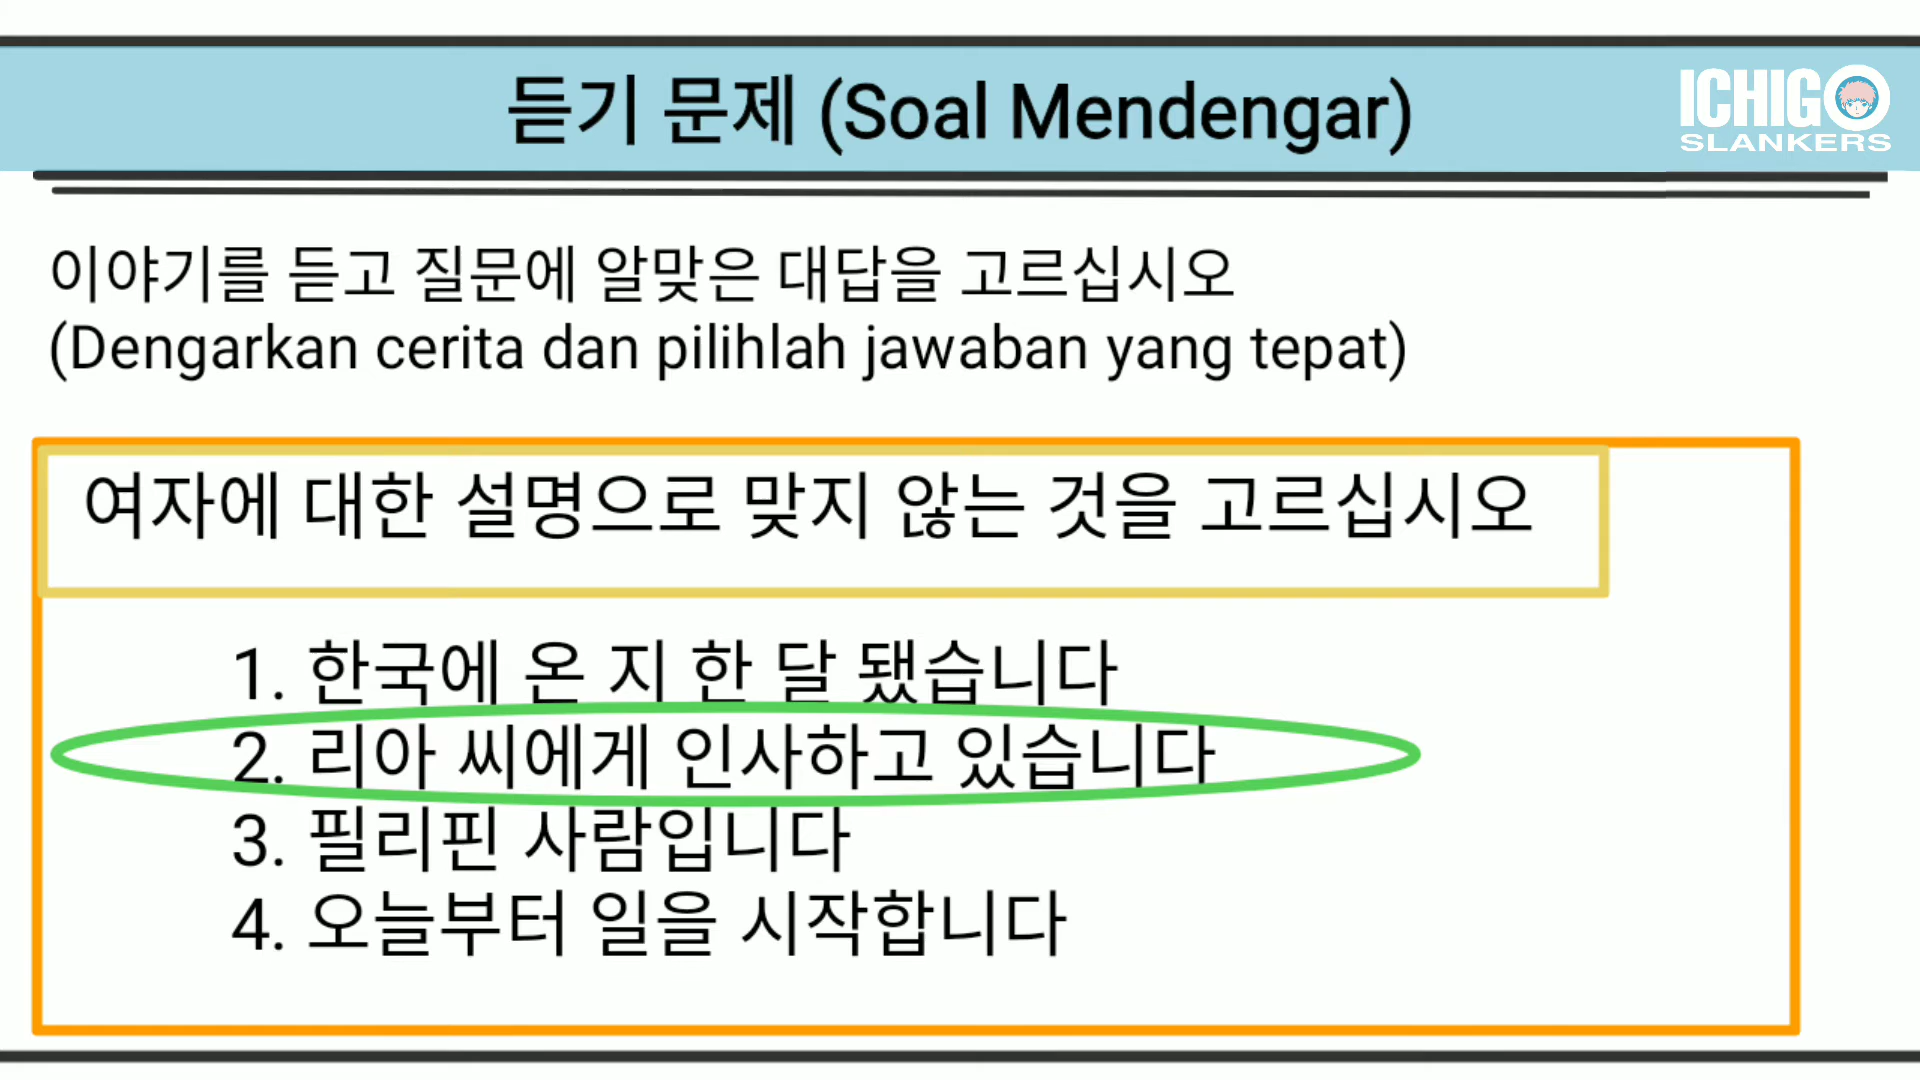 듣기 문제 (Soal Mendengar)
ICHIGO
SLANKERS
이야기를 듣고 질문에 알맞은 대답을 고르십시오
(Dengarkan cerita dan pilihlah jawaban yang tepat)
여자에 대한 설명으로 맞지 않는 것을 고르십시오
1. 한국에 온 지 한 달 됐습니다
2. 리아 씨에게 인사하고 있습니다
3. 필리핀 사람입니다
4. 오늘부터 일을 시작합니다